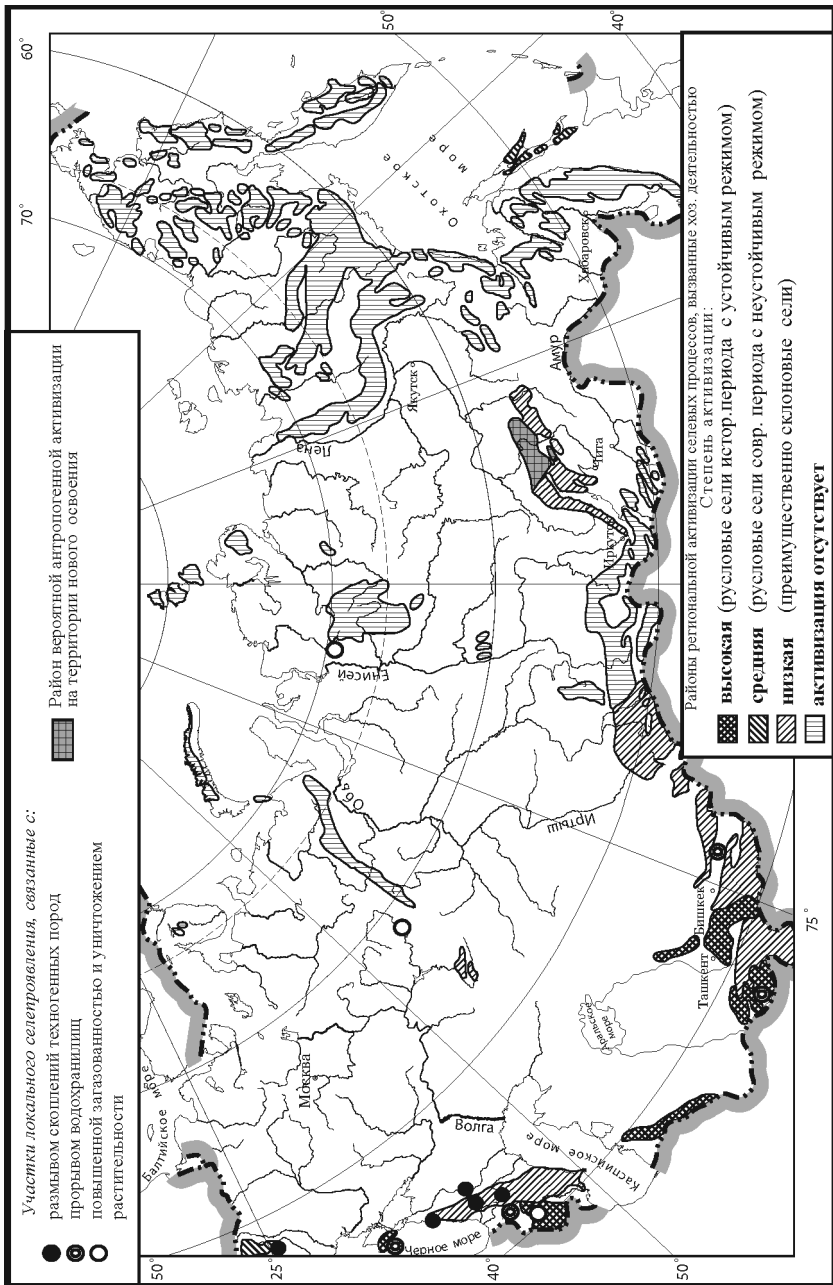 Участки локального селепроявления, связанные с:
размывом скоплений техногенных пород
прорывом водохранилищ
повышенной загазованностью и уничтожением
растительности
Район вероятной антропогенной активизации
на территории нового освоения
60°
70°
50°
40°
50°
25°
40°
50
75°
Балтийское море
Москва
Волга
Черное море
Каспийское море
Аральское
море
Ташкент
Бишкек
Обь
Иртыш
Енисей
Лена
Якутск
Иркутск
Чита
Амур
Хабаровск
Охотское
море
Районы региональной активизации селевых процессов, вызванные хоз. деятельностью
Степень активизации:
высокая (русловые сели истор.периода с устойчивым режимом)
средняя (русловые сели совр. периода с неустойчивым режимом)
низкая (преимущественно склоновые сели)
активизация отсутствует